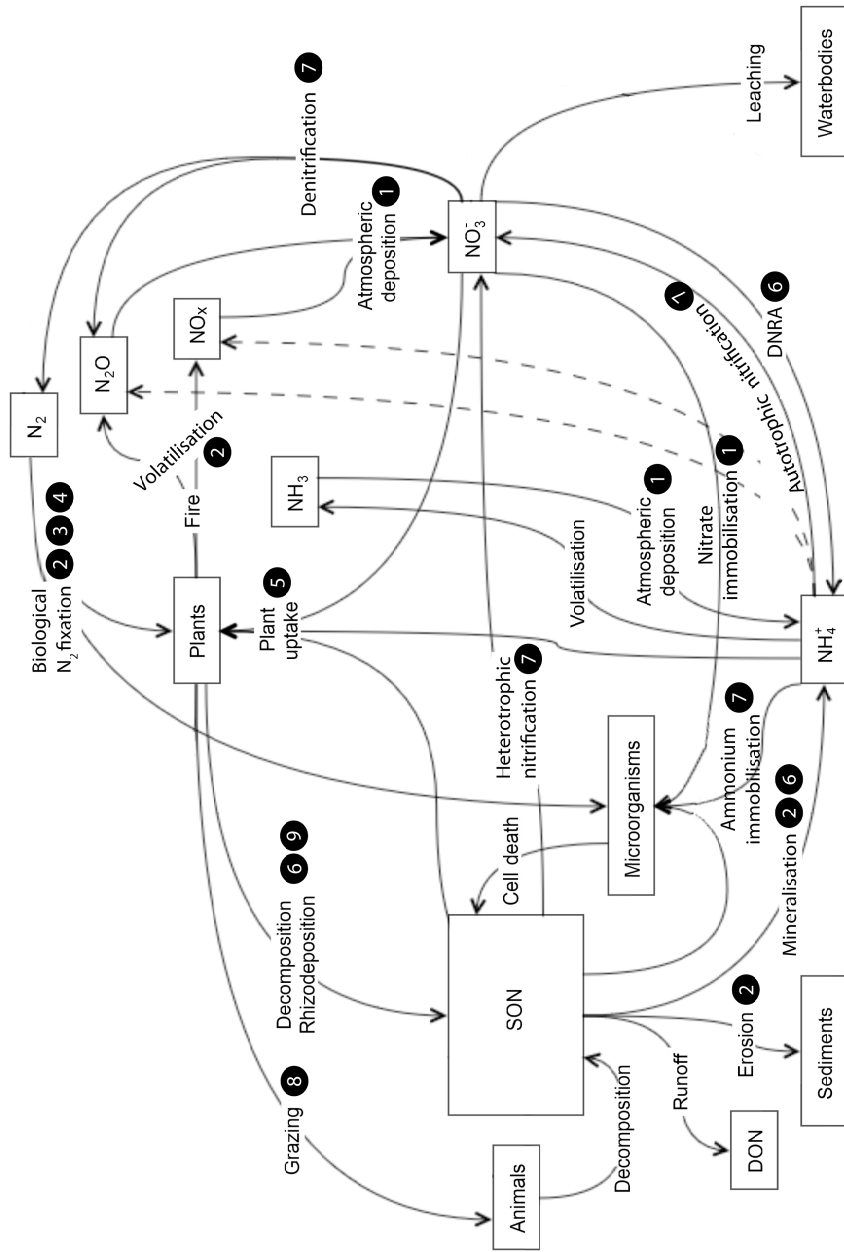 Biological
N₂ fixation 2 3 4
N₂
N₂O
Volatilisation
2
Plants
Fire
NOx
Denitrification 7
Grazing 8
Decomposition 6 9
Rhizodeposition
Plant 5
uptake
NH₃
Atmospheric
deposition 1
Animals
SON
Cell death
Heterotrophic
nitrification 7
NO₃⁻
Decomposition
Microorganisms
Volatilisation
Atmospheric
deposition 1
Nitrate
immobilisation 1
7
Autotrophic nitrification
Runoff
DON
Erosion 2
Ammonium
immobilisation 7
Mineralisation 2 6
DNRA 6
Leaching
Sediments
NH₄⁺
Waterbodies